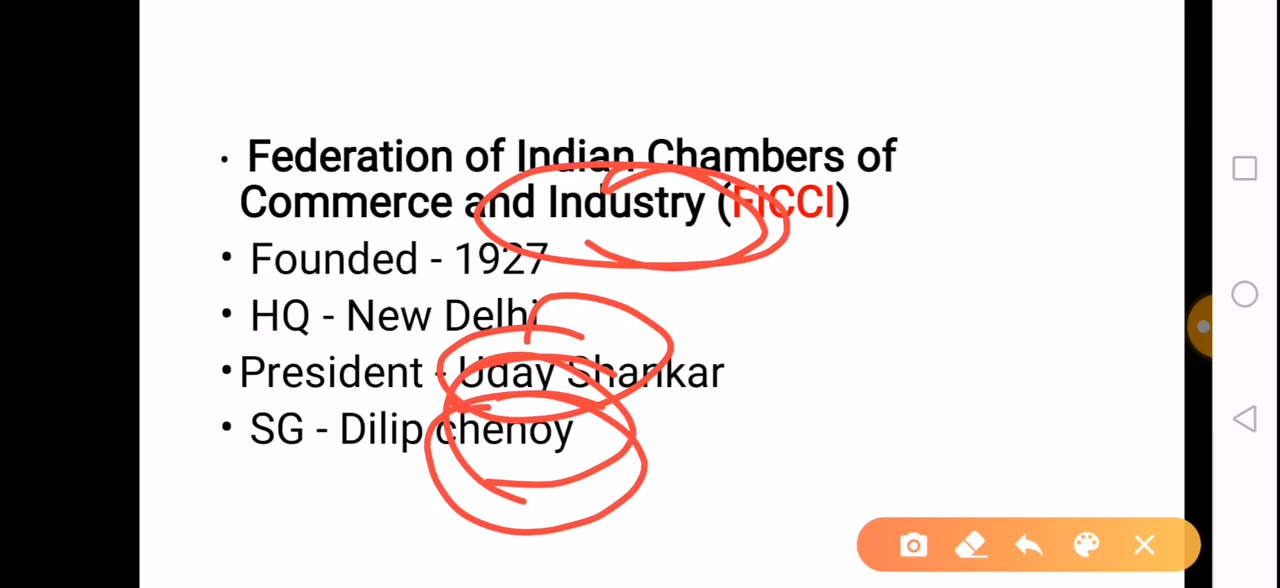 • Federation of Indian Chambers of
Commerce and Industry (FICCI)
• Founded - 1927
• HQ - New Delhi
• President - Uday Shankar
• SG - Dilip chenoy